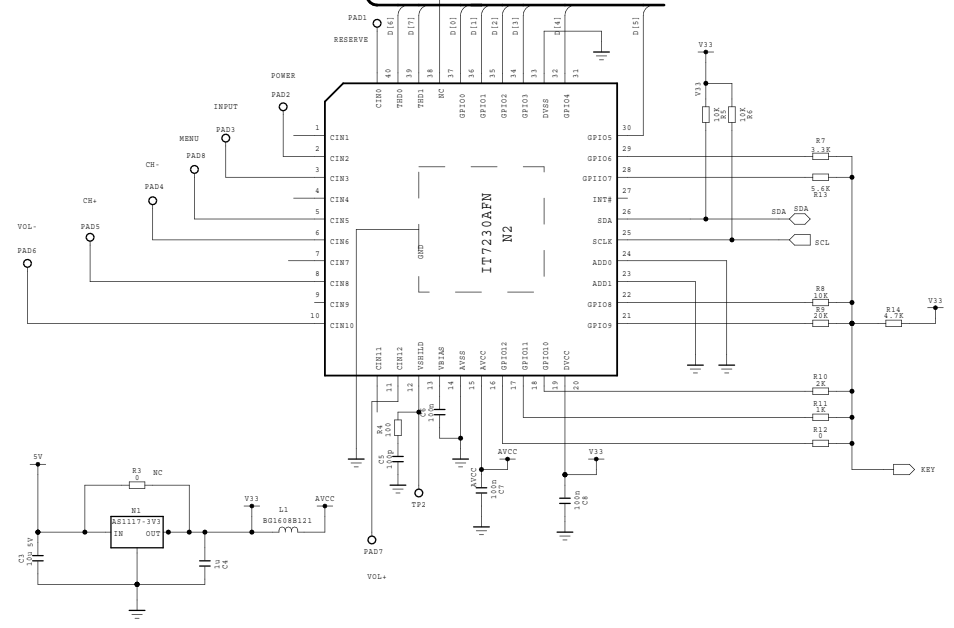 PAD1
RESERVE
D[6]
D[7]
D[0]
D[1]
D[2]
D[3]
D[4]
D[5]
40
39
38
37
36
35
34
33
32
31
CIN0
THD0
THD1
NC
GPIO0
GPIO1
GPIO2
GPIO3
DVSS
GPIO4
POWER
PAD2
INPUT
PAD3
MENU
PAD8
CH-
PAD4
CH+
PAD5
VOL-
PAD6
1 CIN1
2 CIN2
3 CIN3
4 CIN4
5 CIN5
6 CIN6
7 CIN7
8 CIN8
9 CIN9
10 CIN10
GND
IT7230AFN
N2
GPIO5 30
GPIO6 29
GPIIO7 28
INT# 27
SDA 26
SCLK 25
ADD0 24
ADD1 23
GPIO8 22
GPIO9 21
V33
V33
10K
R5
10K
R6
R7
3.3K
5.6K
R13
SDA SDA
SCL
R8
10K
R9
20K
R14
4.7K
V33
CIN11
CIN12
VSHILD
VBIAS
AVSS
AVCC
GPIO12
GPIO11
GPIO10
DVCC
11
12
13
14
15
16
17
18
19
20
R10
2K
R11
1K
R12
0
KEY
R4
100
C5
100P
C6
100n
TP2
AVCC
AVCC
100n
C7
V33
100n
C8
PAD7
VOL+
5V
R3
0
NC
N1
AS1117-3V3
IN OUT
C3
10u 5V
1u
C4
V33
L1
BG1608B121
AVCC